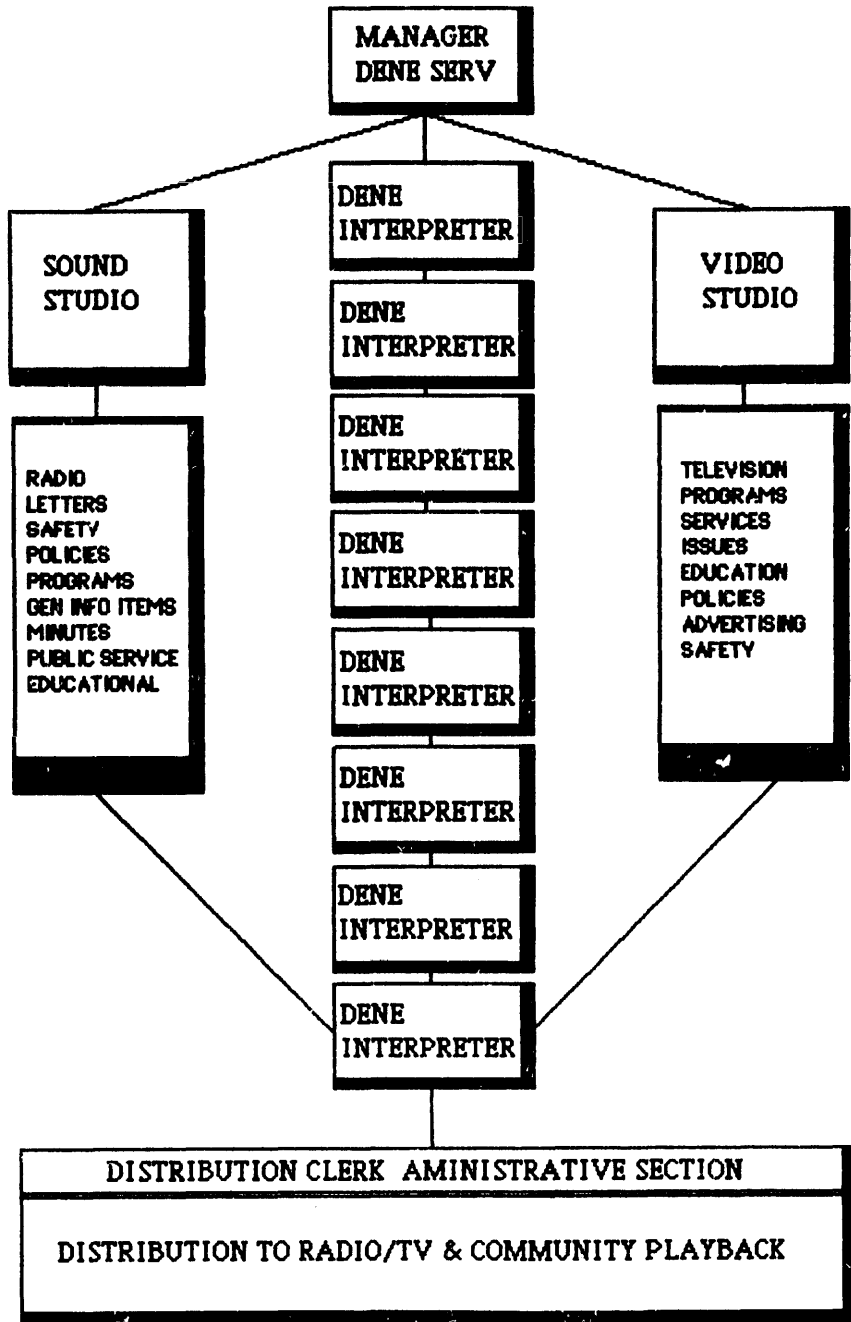 MANAGER
DENE SERV
SOUND
STUDIO
DENE
INTERPRETER
DENE
INTERPRETER
DENE
INTERPRETER
DENE
INTERPRETER
DENE
INTERPRETER
DENE
INTERPRETER
DENE
INTERPRETER
DENE
INTERPRETER
VIDEO
STUDIO
RADIO
LETTERS
SAFETY
POLICIES
PROGRAMS
GEN INFO ITEMS
MINUTES
PUBLIC SERVICE
EDUCATIONAL
TELEVISION
PROGRAMS
SERVICES
ISSUES
EDUCATION
POLICIES
ADVERTISING
SAFETY
DISTRIBUTION CLERK AMINISTRATIVE SECTION
DISTRIBUTION TO RADIO/TV & COMMUNITY PLAYBACK